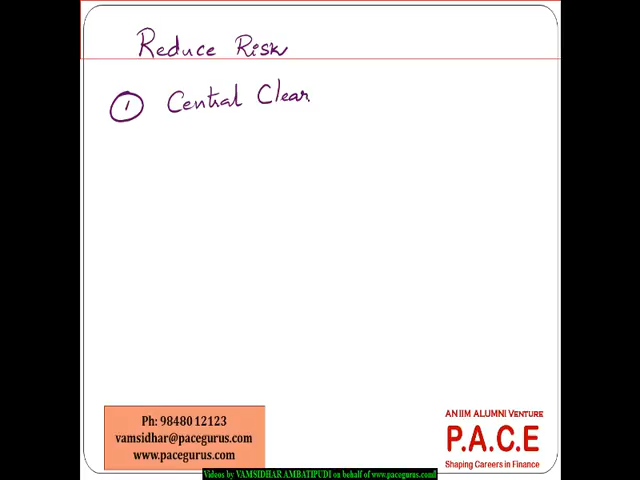 Reduce Risk
1 Central Clear
Ph: 98480 12123
vamsidhar@pacegurus.com
www.pacegurus.com
AN IIM ALUMNI VENTURE
P.A.C.E
Shaping Careers in Finance
Videos by VAMSIDHAR AMBATIPUDI on behalf of www.pacegurus.com